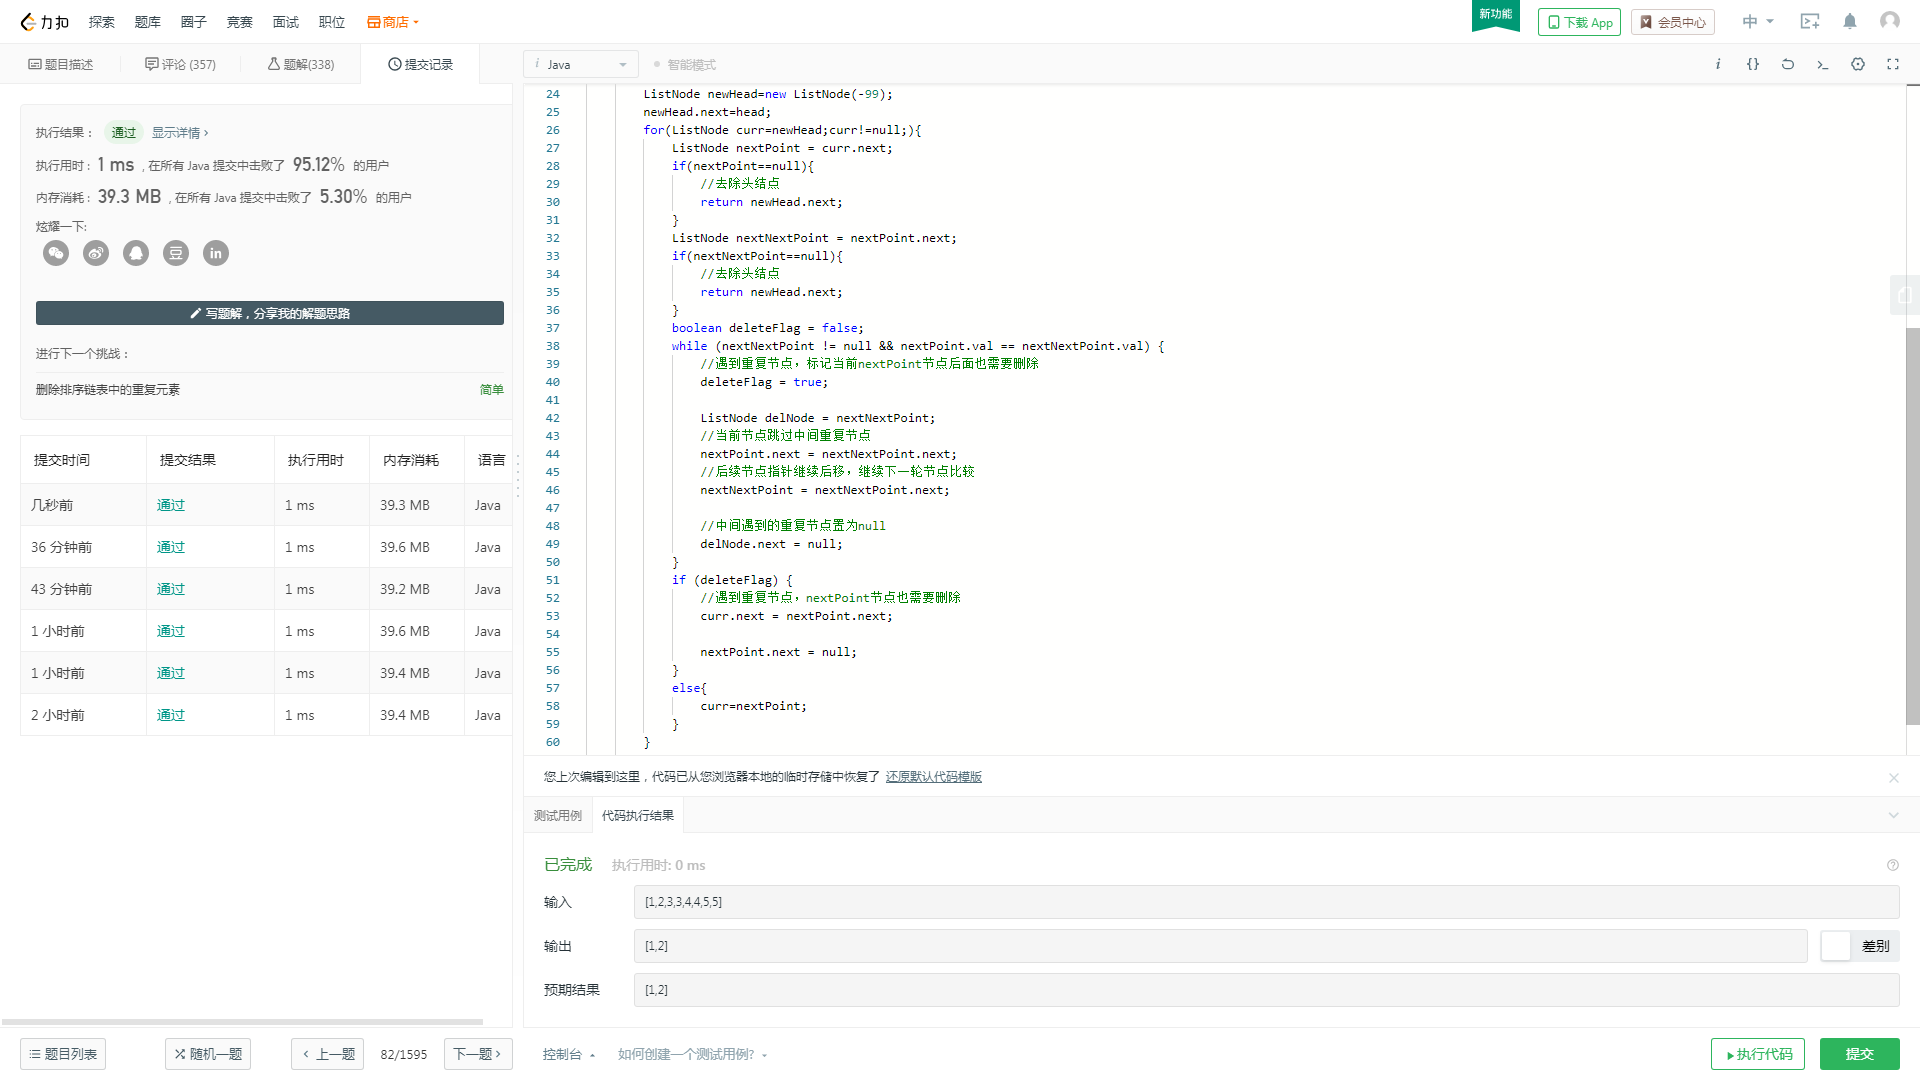 力扣 探索 题库 圈子 竞赛 面试 职位 商店 新功能 下载 App 会员中心 中
题目描述 评论 (357) 题解(338) 提交记录 i Java 智能模式
执行结果： 通过 显示详情 ›
执行用时 : 1 ms , 在所有 Java 提交中击败了 95.12% 的用户
内存消耗 : 39.3 MB , 在所有 Java 提交中击败了 5.30% 的用户
炫耀一下:
豆 in
写题解，分享我的解题思路
进行下一个挑战：
删除排序链表中的重复元素 简单
提交时间 提交结果 执行用时 内存消耗 语言
几秒前 通过 1 ms 39.3 MB Java
36 分钟前 通过 1 ms 39.6 MB Java
43 分钟前 通过 1 ms 39.2 MB Java
1 小时前 通过 1 ms 39.6 MB Java
1 小时前 通过 1 ms 39.4 MB Java
2 小时前 通过 1 ms 39.4 MB Java
24 ListNode newHead=new ListNode(-99);
25 newHead.next=head;
26 for(ListNode curr=newHead;curr!=null;){
27 ListNode nextPoint = curr.next;
28 if(nextPoint==null){
29 //去除头结点
30 return newHead.next;
31 }
32 ListNode nextNextPoint = nextPoint.next;
33 if(nextNextPoint==null){
34 //去除头结点
35 return newHead.next;
36 }
37 boolean deleteFlag = false;
38 while (nextNextPoint != null && nextPoint.val == nextNextPoint.val) {
39 //遇到重复节点，标记当前nextPoint节点后面也需要删除
40 deleteFlag = true;
41
42 ListNode delNode = nextNextPoint;
43 //当前节点跳过中间重复节点
44 nextPoint.next = nextNextPoint.next;
45 //后续节点指针继续后移，继续下一轮节点比较
46 nextNextPoint = nextNextPoint.next;
47
48 //中间遇到的重复节点置为null
49 delNode.next = null;
50 }
51 if (deleteFlag) {
52 //遇到重复节点，nextPoint节点也需要删除
53 curr.next = nextPoint.next;
54
55 nextPoint.next = null;
56 }
57 else{
58 curr=nextPoint;
59 }
60 }
您上次编辑到这里，代码已从您浏览器本地的临时存储中恢复了 还原默认代码模版
测试用例 代码执行结果
已完成 执行用时: 0 ms
输入 [1,2,3,3,4,4,5,5]
输出 [1,2] 差别
预期结果 [1,2]
题目列表 随机一题 ‹ 上一题 82/1595 下一题 › 控制台 如何创建一个测试用例? 执行代码 提交